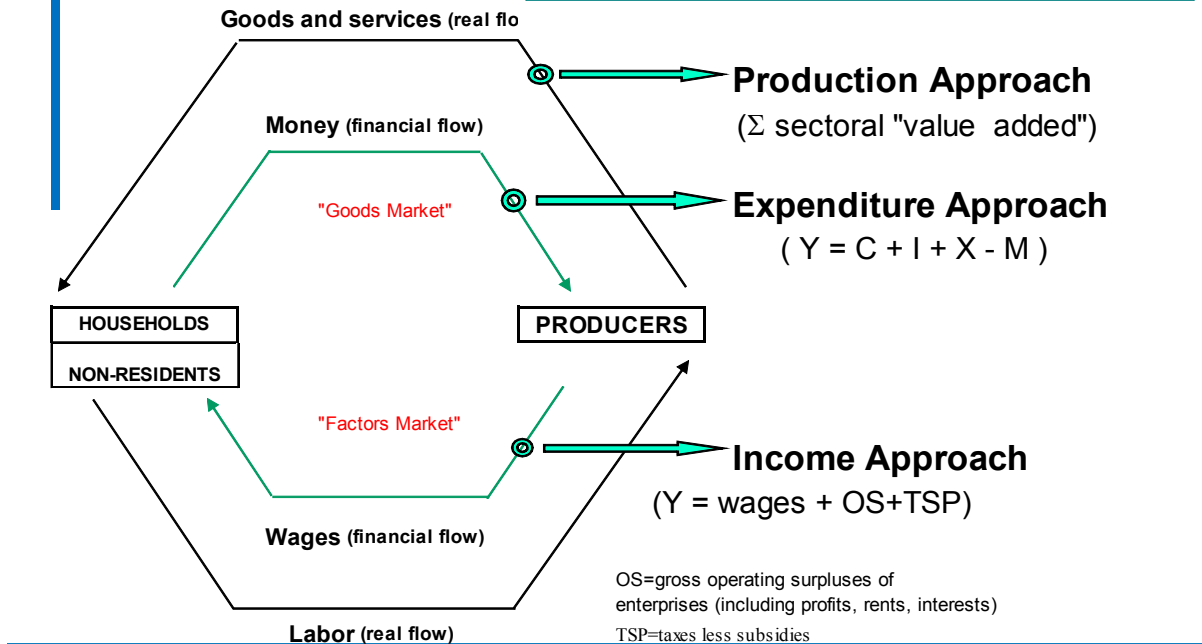 Goods and services (real flo
Production Approach
(Σ sectoral "value added")
Money (financial flow)
"Goods Market"
Expenditure Approach
( Y = C + I + X - M )
HOUSEHOLDS
NON-RESIDENTS
PRODUCERS
"Factors Market"
Income Approach
(Y = wages + OS+TSP)
Wages (financial flow)
OS=gross operating surpluses of
enterprises (including profits, rents, interests)
Labor (real flow)
TSP=taxes less subsidies